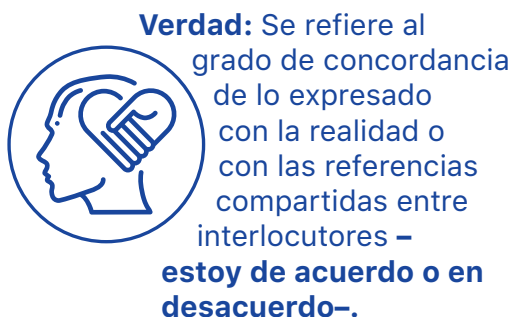 Verdad: Se refiere al
grado de concordancia
de lo expresado
con la realidad o
con las referencias
compartidas entre
interlocutores –
estoy de acuerdo o en
desacuerdo–.